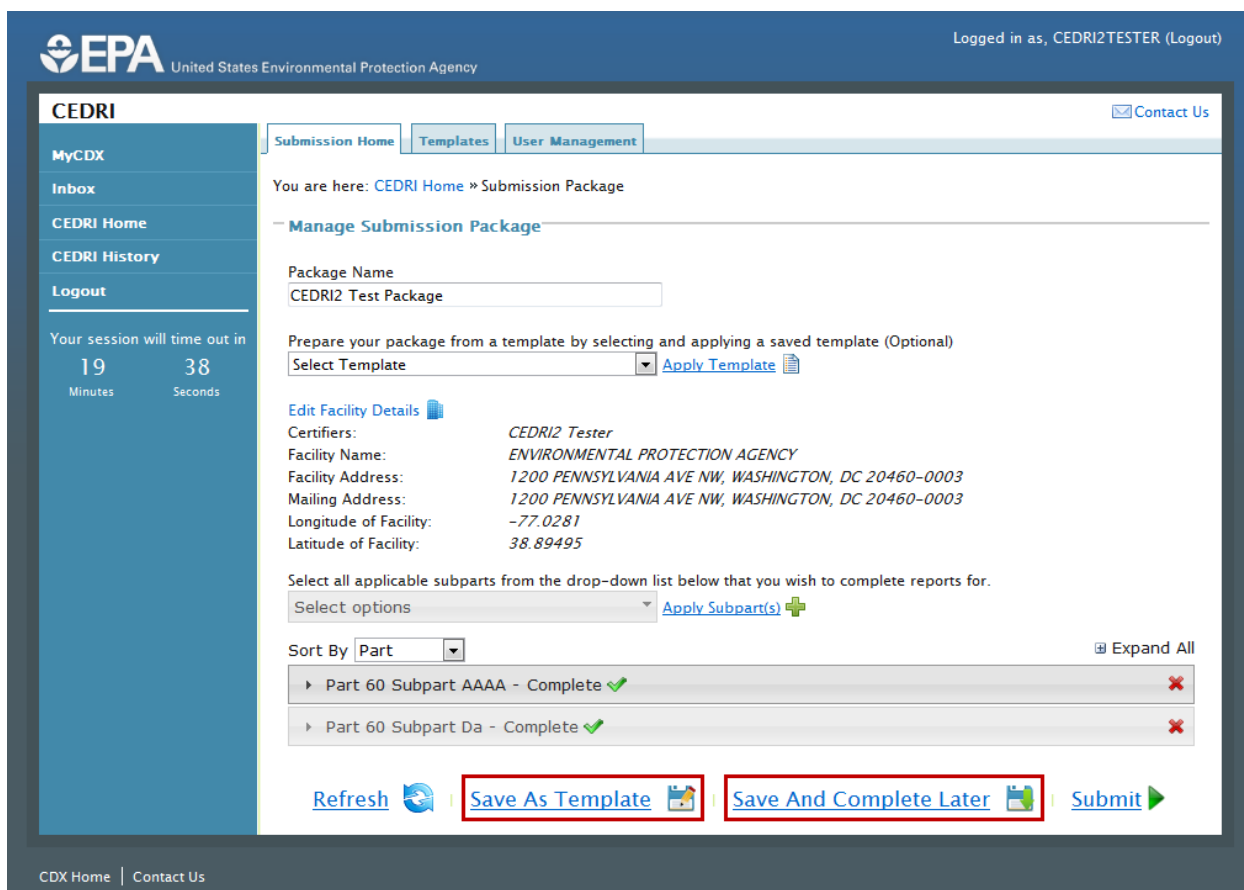 Logged in as, CEDRI2TESTER (Logout)
EPA United States Environmental Protection Agency
CEDRI
Contact Us
MyCDX
Inbox
CEDRI Home
CEDRI History
Logout
Your session will time out in
19 38
Minutes Seconds
Submission Home Templates User Management
You are here: CEDRI Home » Submission Package
Manage Submission Package
Package Name
CEDRI2 Test Package
Prepare your package from a template by selecting and applying a saved template (Optional)
Select Template Apply Template
Edit Facility Details
Certifiers: CEDRI2 Tester
Facility Name: ENVIRONMENTAL PROTECTION AGENCY
Facility Address: 1200 PENNSYLVANIA AVE NW, WASHINGTON, DC 20460-0003
Mailing Address: 1200 PENNSYLVANIA AVE NW, WASHINGTON, DC 20460-0003
Longitude of Facility: -77.0281
Latitude of Facility: 38.89495
Select all applicable subparts from the drop-down list below that you wish to complete reports for.
Select options Apply Subpart(s)
Sort By Part Expand All
Part 60 Subpart AAAA - Complete
Part 60 Subpart Da - Complete
Refresh Save As Template Save And Complete Later Submit
CDX Home | Contact Us